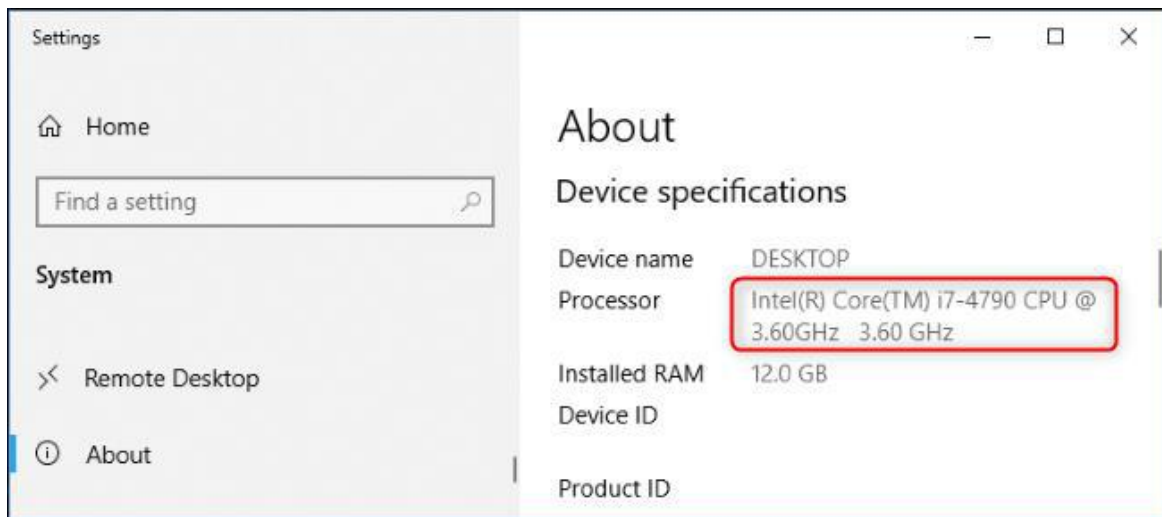 Settings
Home
Find a setting
System
Remote Desktop
About
About
Device specifications
Device name DESKTOP
Processor Intel(R) Core(TM) i7-4790 CPU @
3.60GHz 3.60 GHz
Installed RAM 12.0 GB
Device ID
Product ID